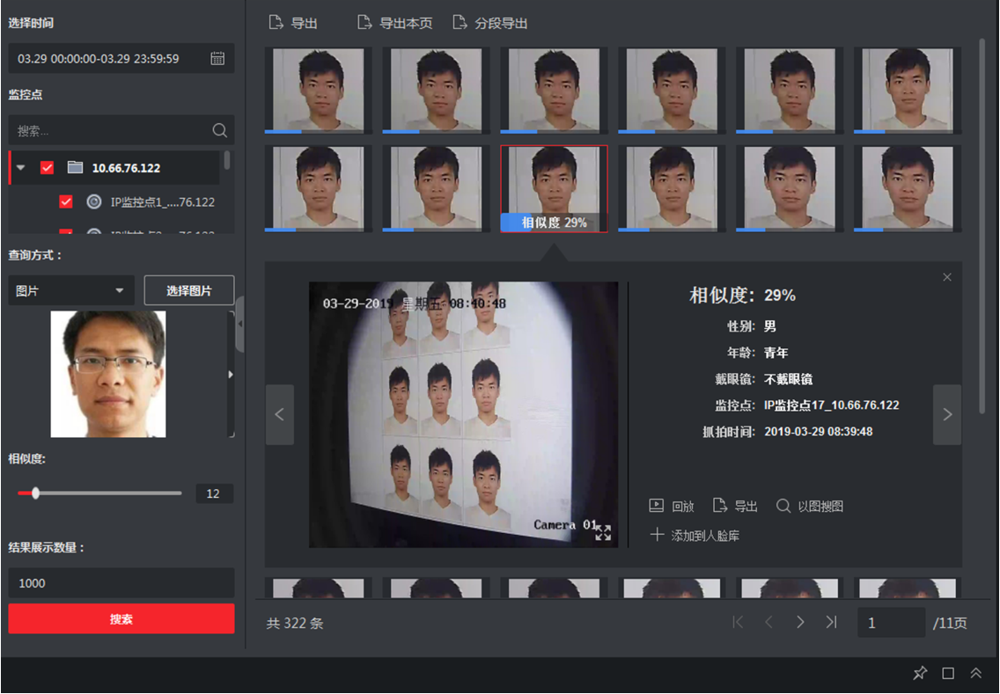 选择时间
03.29 00:00:00-03.29 23:59:59
监控点
搜索...
10.66.76.122
IP监控点1_....76.122
查询方式：
图片
选择图片
相似度:
12
结果展示数量：
1000
搜索
导出
导出本页
分段导出
相似度 29%
03-29-2019 星期五 08:40:48
Camera 01
相似度: 29%
性别: 男
年龄: 青年
戴眼镜: 不戴眼镜
监控点: IP监控点17_10.66.76.122
抓拍时间: 2019-03-29 08:39:48
回放
导出
以图搜图
添加到人脸库
共 322 条
1
/11页